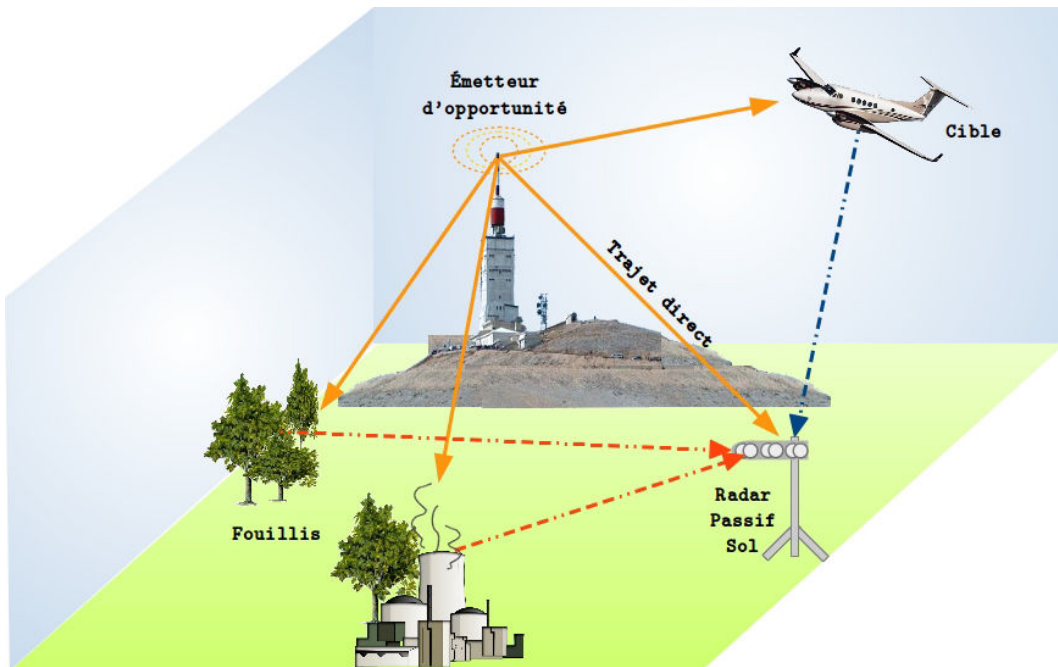 Émetteur
d'opportunité
Cible
Trajet direct
Fouillis
Radar
Passif
Sol